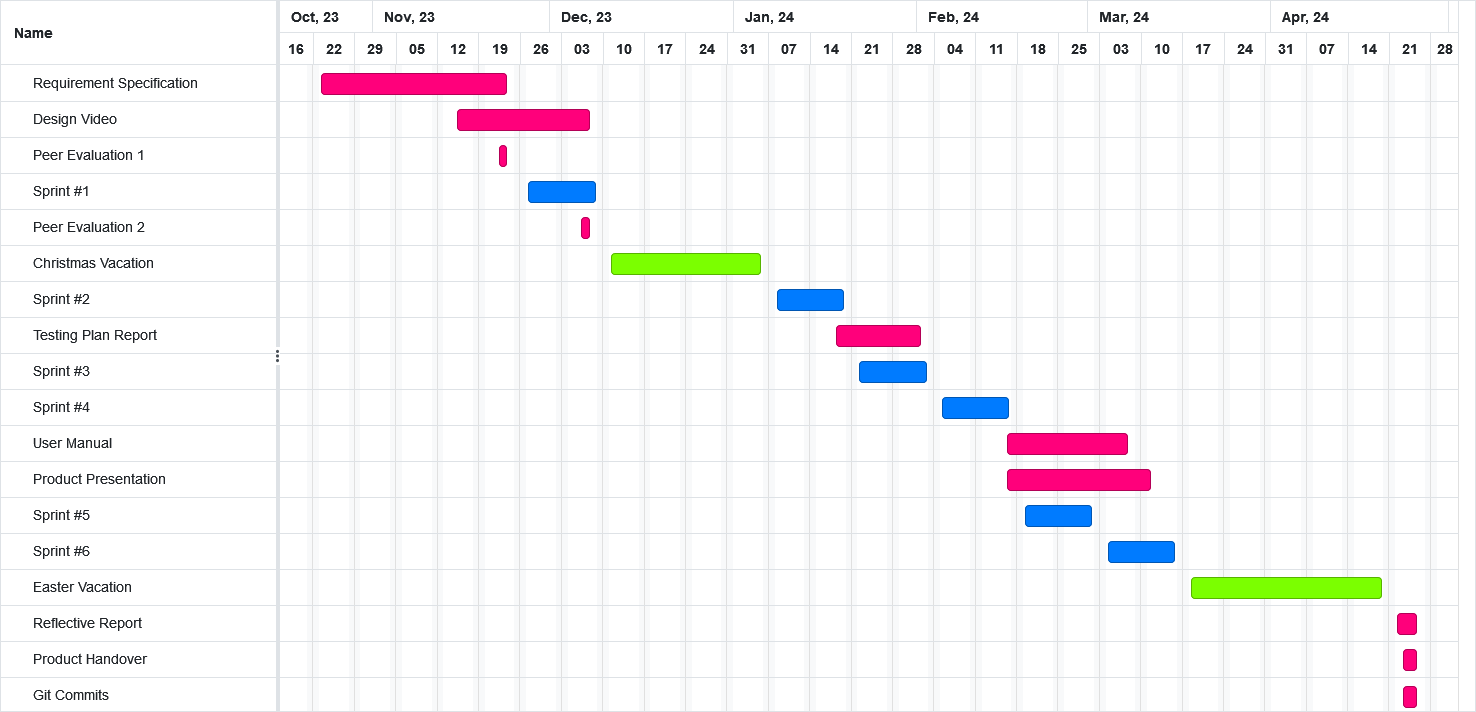 Name
Oct, 23 Nov, 23 Dec, 23 Jan, 24 Feb, 24 Mar, 24 Apr, 24
16 22 29 05 12 19 26 03 10 17 24 31 07 14 21 28 04 11 18 25 03 10 17 24 31 07 14 21 28
Requirement Specification
Design Video
Peer Evaluation 1
Sprint #1
Peer Evaluation 2
Christmas Vacation
Sprint #2
Testing Plan Report
Sprint #3
Sprint #4
User Manual
Product Presentation
Sprint #5
Sprint #6
Easter Vacation
Reflective Report
Product Handover
Git Commits